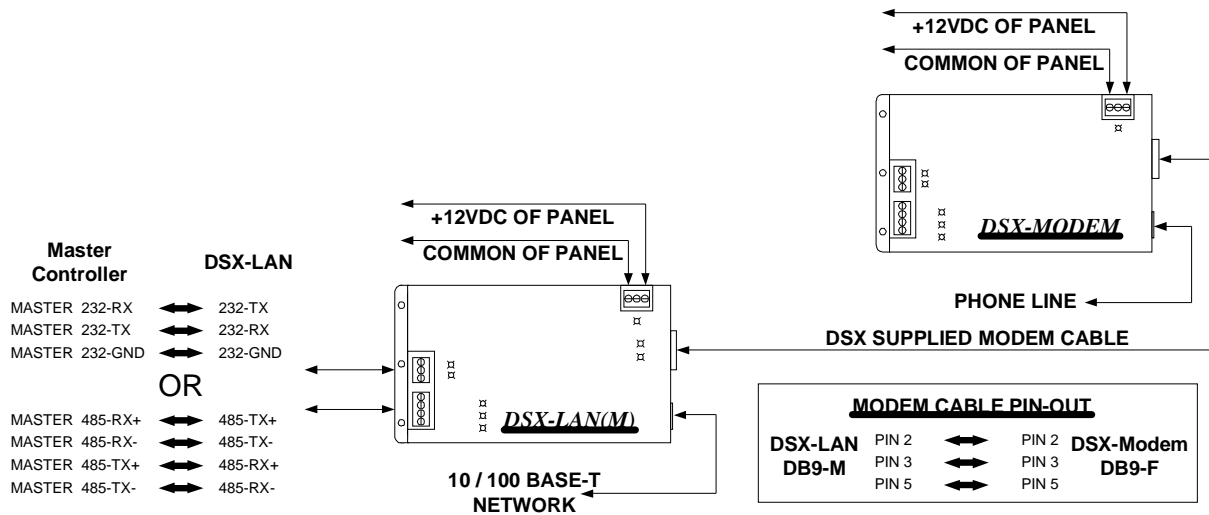 +12VDC OF PANEL
COMMON OF PANEL
DSX-MODEM
PHONE LINE
+12VDC OF PANEL
COMMON OF PANEL
Master
Controller
DSX-LAN
MASTER 232-RX 232-TX
MASTER 232-TX 232-RX
MASTER 232-GND 232-GND
OR
MASTER 485-RX+ 485-TX+
MASTER 485-RX- 485-TX-
MASTER 485-TX+ 485-RX+
MASTER 485-TX- 485-RX-
DSX-LAN(M)
10 / 100 BASE-T
NETWORK
DSX SUPPLIED MODEM CABLE
MODEM CABLE PIN-OUT
DSX-LAN
DB9-M
PIN 2 PIN 2
PIN 3 PIN 3
PIN 5 PIN 5
DSX-Modem
DB9-F